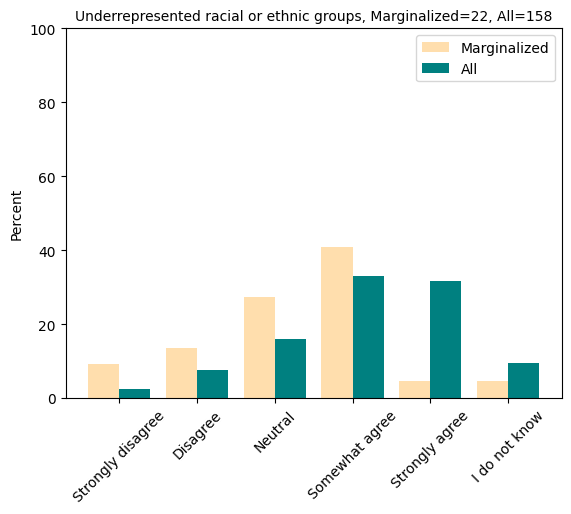 Underrepresented racial or ethnic groups, Marginalized=22, All=158
Marginalized
All
Percent
100
80
60
40
20
0
Strongly disagree
Disagree
Neutral
Somewhat agree
Strongly agree
I do not know